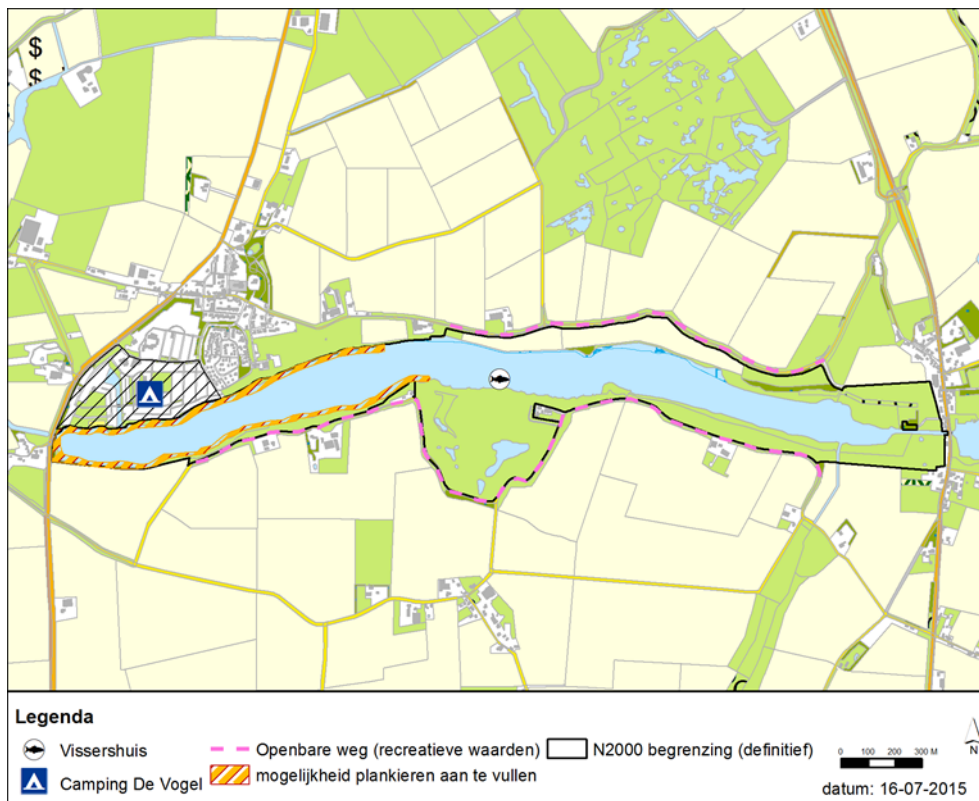 $
$
Legenda
Vissershuis
Openbare weg (recreatieve waarden)
N2000 begrenzing (definitief)
Camping De Vogel
mogelijkheid plankieren aan te vullen
N
0 100 200 300 M
datum: 16-07-2015